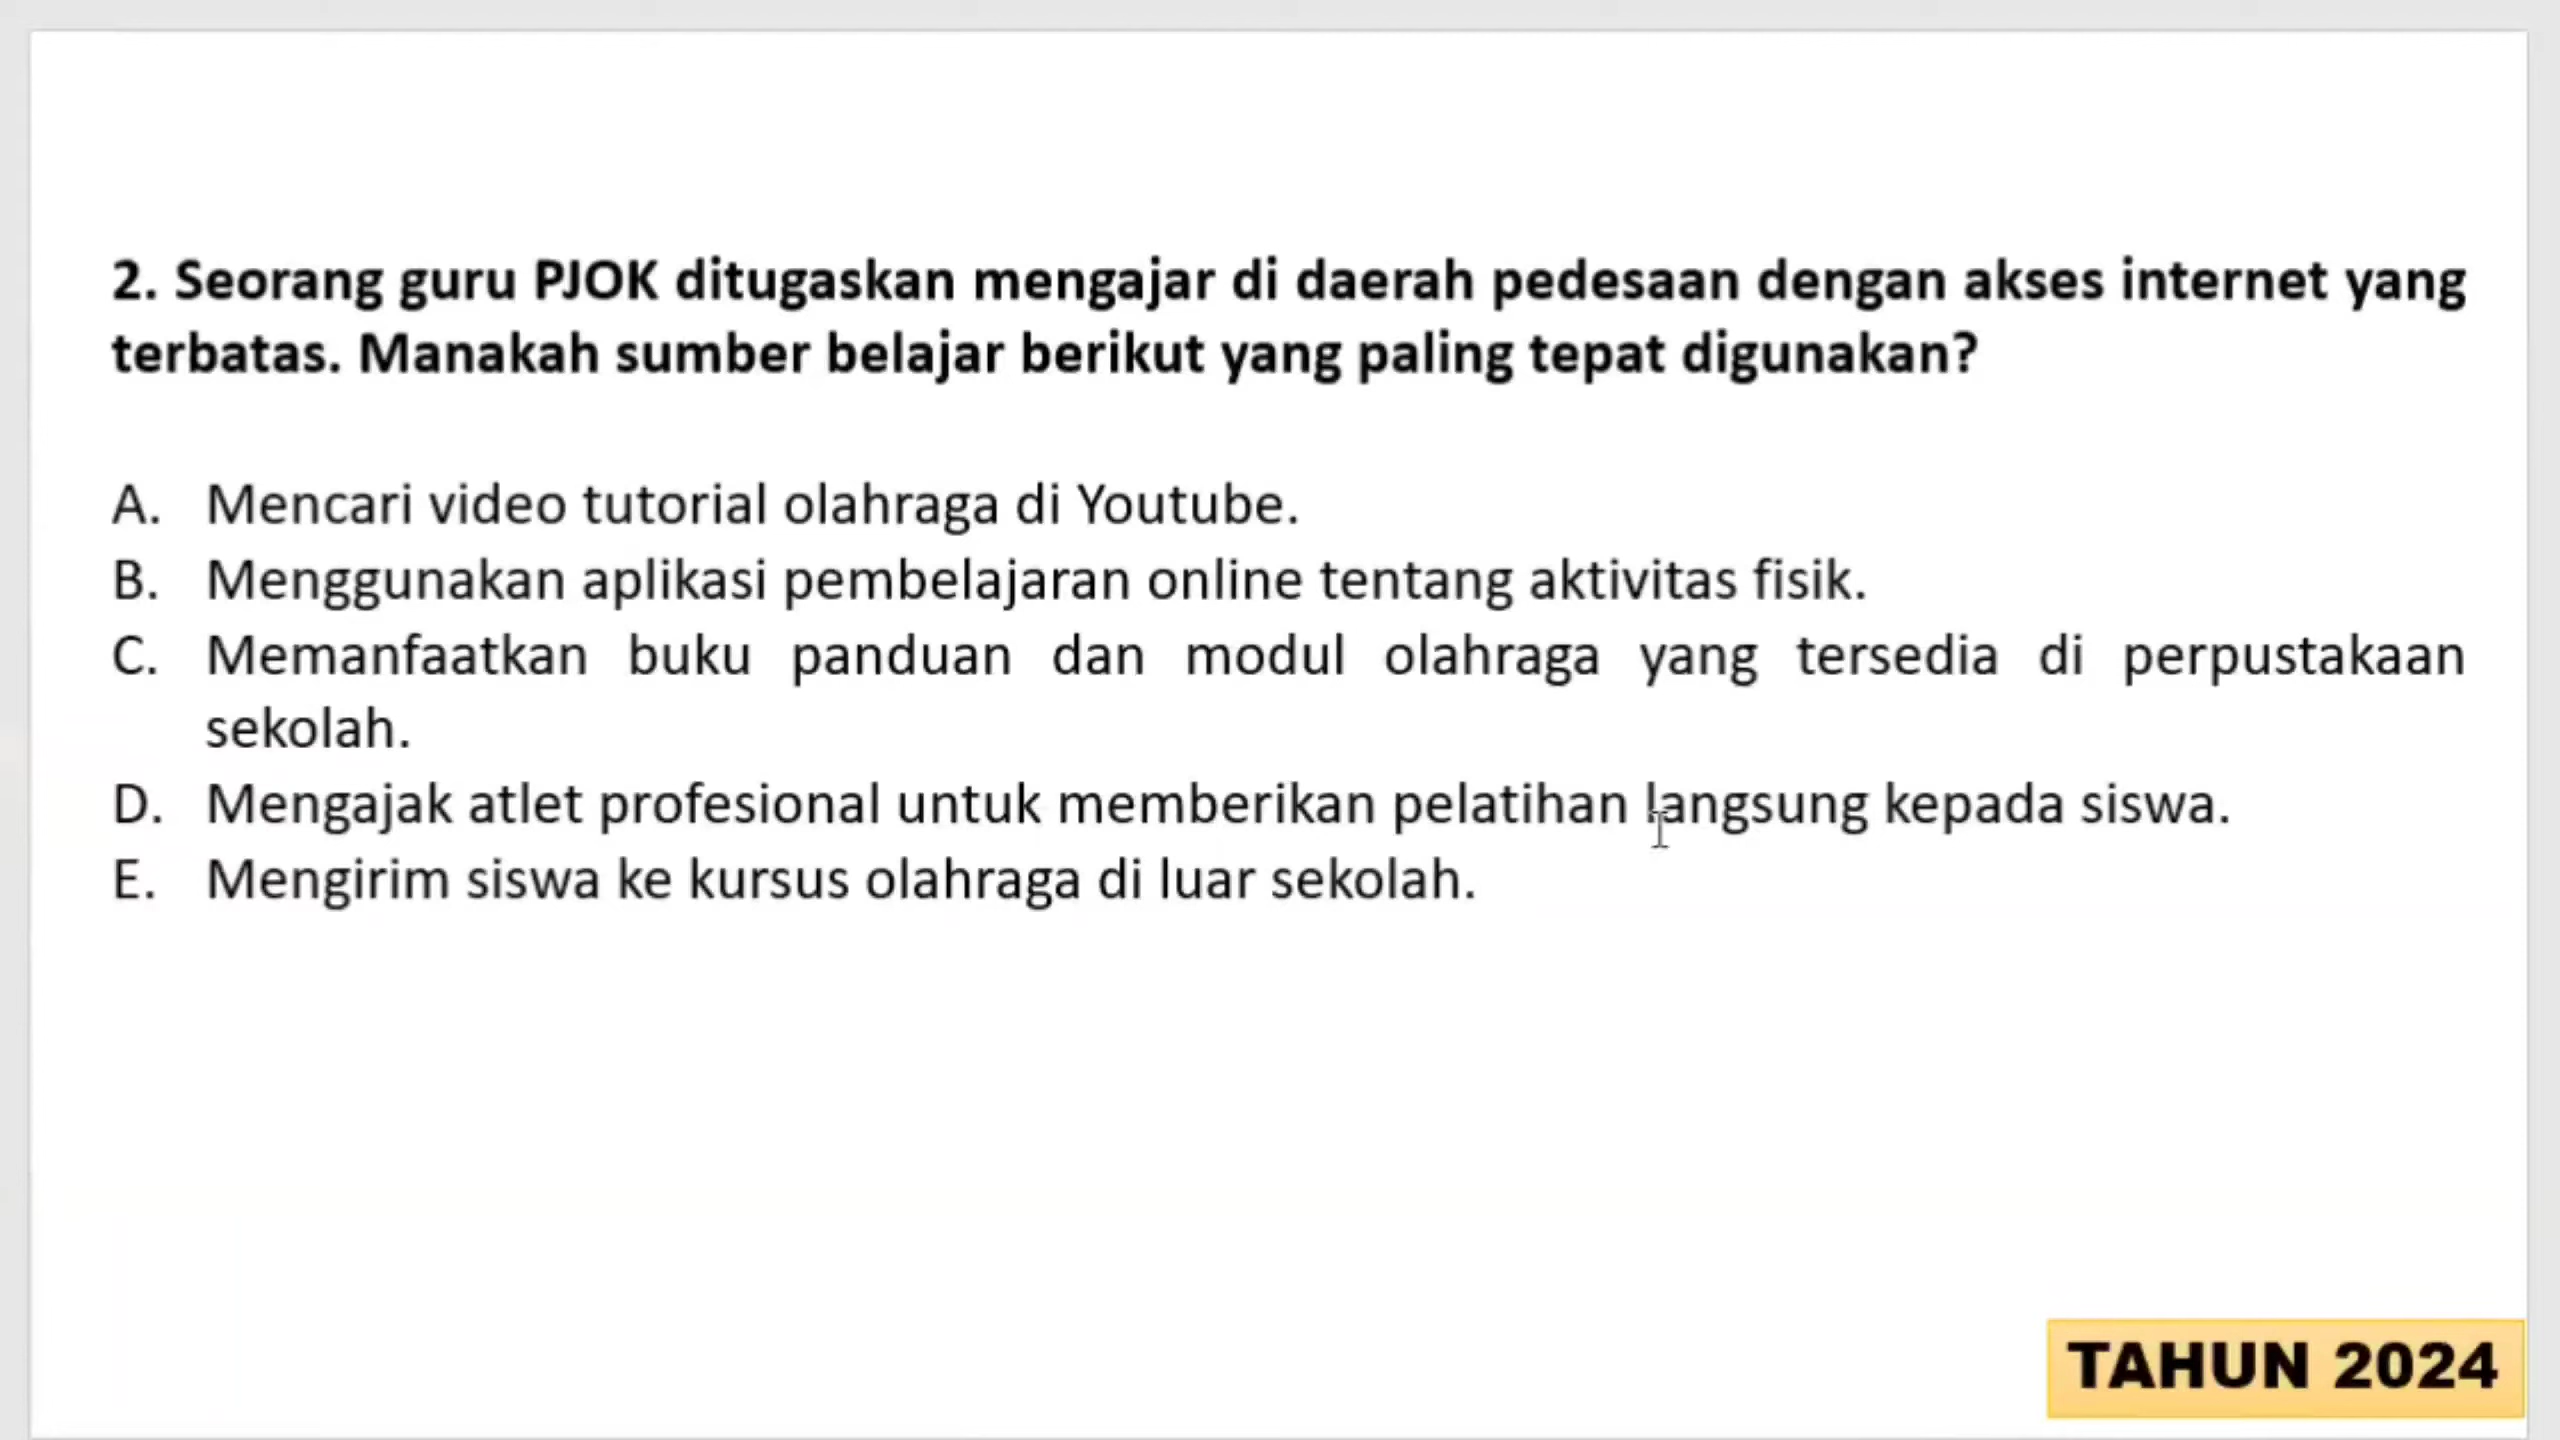 2. Seorang guru PJOK ditugaskan mengajar di daerah pedesaan dengan akses internet yang
terbatas. Manakah sumber belajar berikut yang paling tepat digunakan?
A. Mencari video tutorial olahraga di Youtube.
B. Menggunakan aplikasi pembelajaran online tentang aktivitas fisik.
C. Memanfaatkan buku panduan dan modul olahraga yang tersedia di perpustakaan
sekolah.
D. Mengajak atlet profesional untuk memberikan pelatihan langsung kepada siswa.
E. Mengirim siswa ke kursus olahraga di luar sekolah.
TAHUN 2024